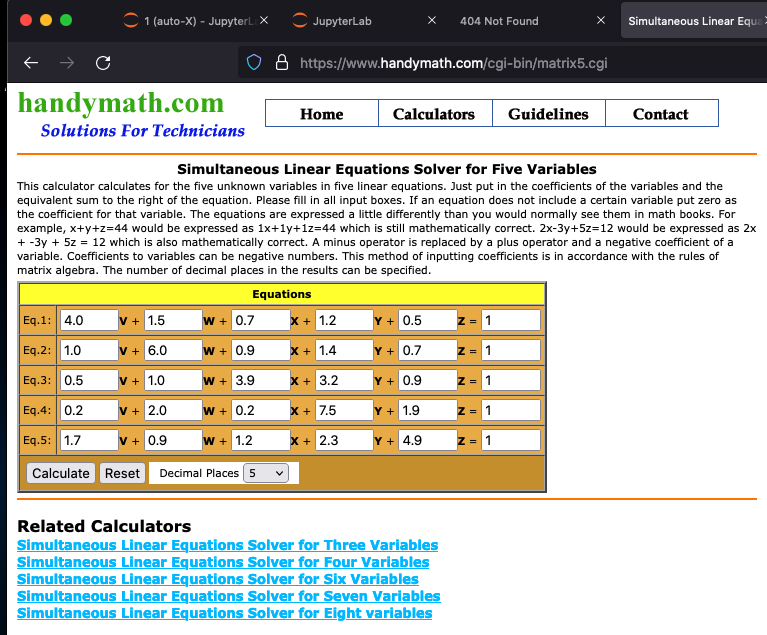 1 (auto-X) - JupyterL
JupyterLab
404 Not Found
Simultaneous Linear Equa
https://www.handymath.com/cgi-bin/matrix5.cgi
handymath.com
Solutions For Technicians
Home Calculators Guidelines Contact
Simultaneous Linear Equations Solver for Five Variables
This calculator calculates for the five unknown variables in five linear equations. Just put in the coefficients of the variables and the
equivalent sum to the right of the equation. Please fill in all input boxes. If an equation does not include a certain variable put zero as
the coefficient for that variable. The equations are expressed a little differently than you would normally see them in math books. For
example, x+y+z=44 would be expressed as 1x+1y+1z=44 which is still mathematically correct. 2x-3y+5z=12 would be expressed as 2x
+ -3y + 5z = 12 which is also mathematically correct. A minus operator is replaced by a plus operator and a negative coefficient of a
variable. Coefficients to variables can be negative numbers. This method of inputting coefficients is in accordance with the rules of
matrix algebra. The number of decimal places in the results can be specified.
Equations
Eq.1: 4.0 V + 1.5 W + 0.7 X + 1.2 Y + 0.5 Z = 1
Eq.2: 1.0 V + 6.0 W + 0.9 X + 1.4 Y + 0.7 Z = 1
Eq.3: 0.5 V + 1.0 W + 3.9 X + 3.2 Y + 0.9 Z = 1
Eq.4: 0.2 V + 2.0 W + 0.2 X + 7.5 Y + 1.9 Z = 1
Eq.5: 1.7 V + 0.9 W + 1.2 X + 2.3 Y + 4.9 Z = 1
Calculate Reset Decimal Places 5
Related Calculators
Simultaneous Linear Equations Solver for Three Variables
Simultaneous Linear Equations Solver for Four Variables
Simultaneous Linear Equations Solver for Six Variables
Simultaneous Linear Equations Solver for Seven Variables
Simultaneous Linear Equations Solver for Eight variables